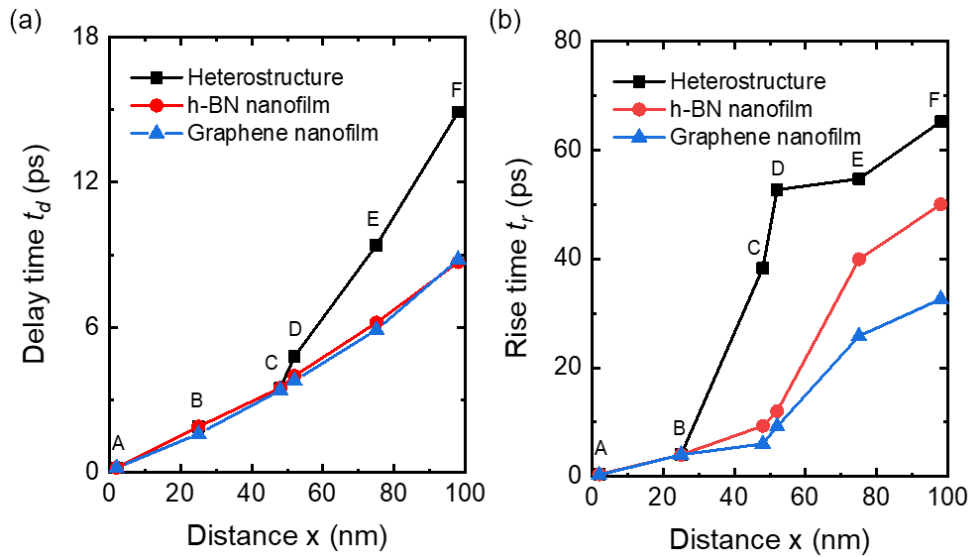 (a)
18
12
6
0
Delay time t_d (ps)
Heterostructure
h-BN nanofilm
Graphene nanofilm
A
B
C
D
E
F
0 20 40 60 80 100
Distance x (nm)
(b)
80
60
40
20
0
Rise time t_r (ps)
Heterostructure
h-BN nanofilm
Graphene nanofilm
A
B
C
D
E
F
0 20 40 60 80 100
Distance x (nm)